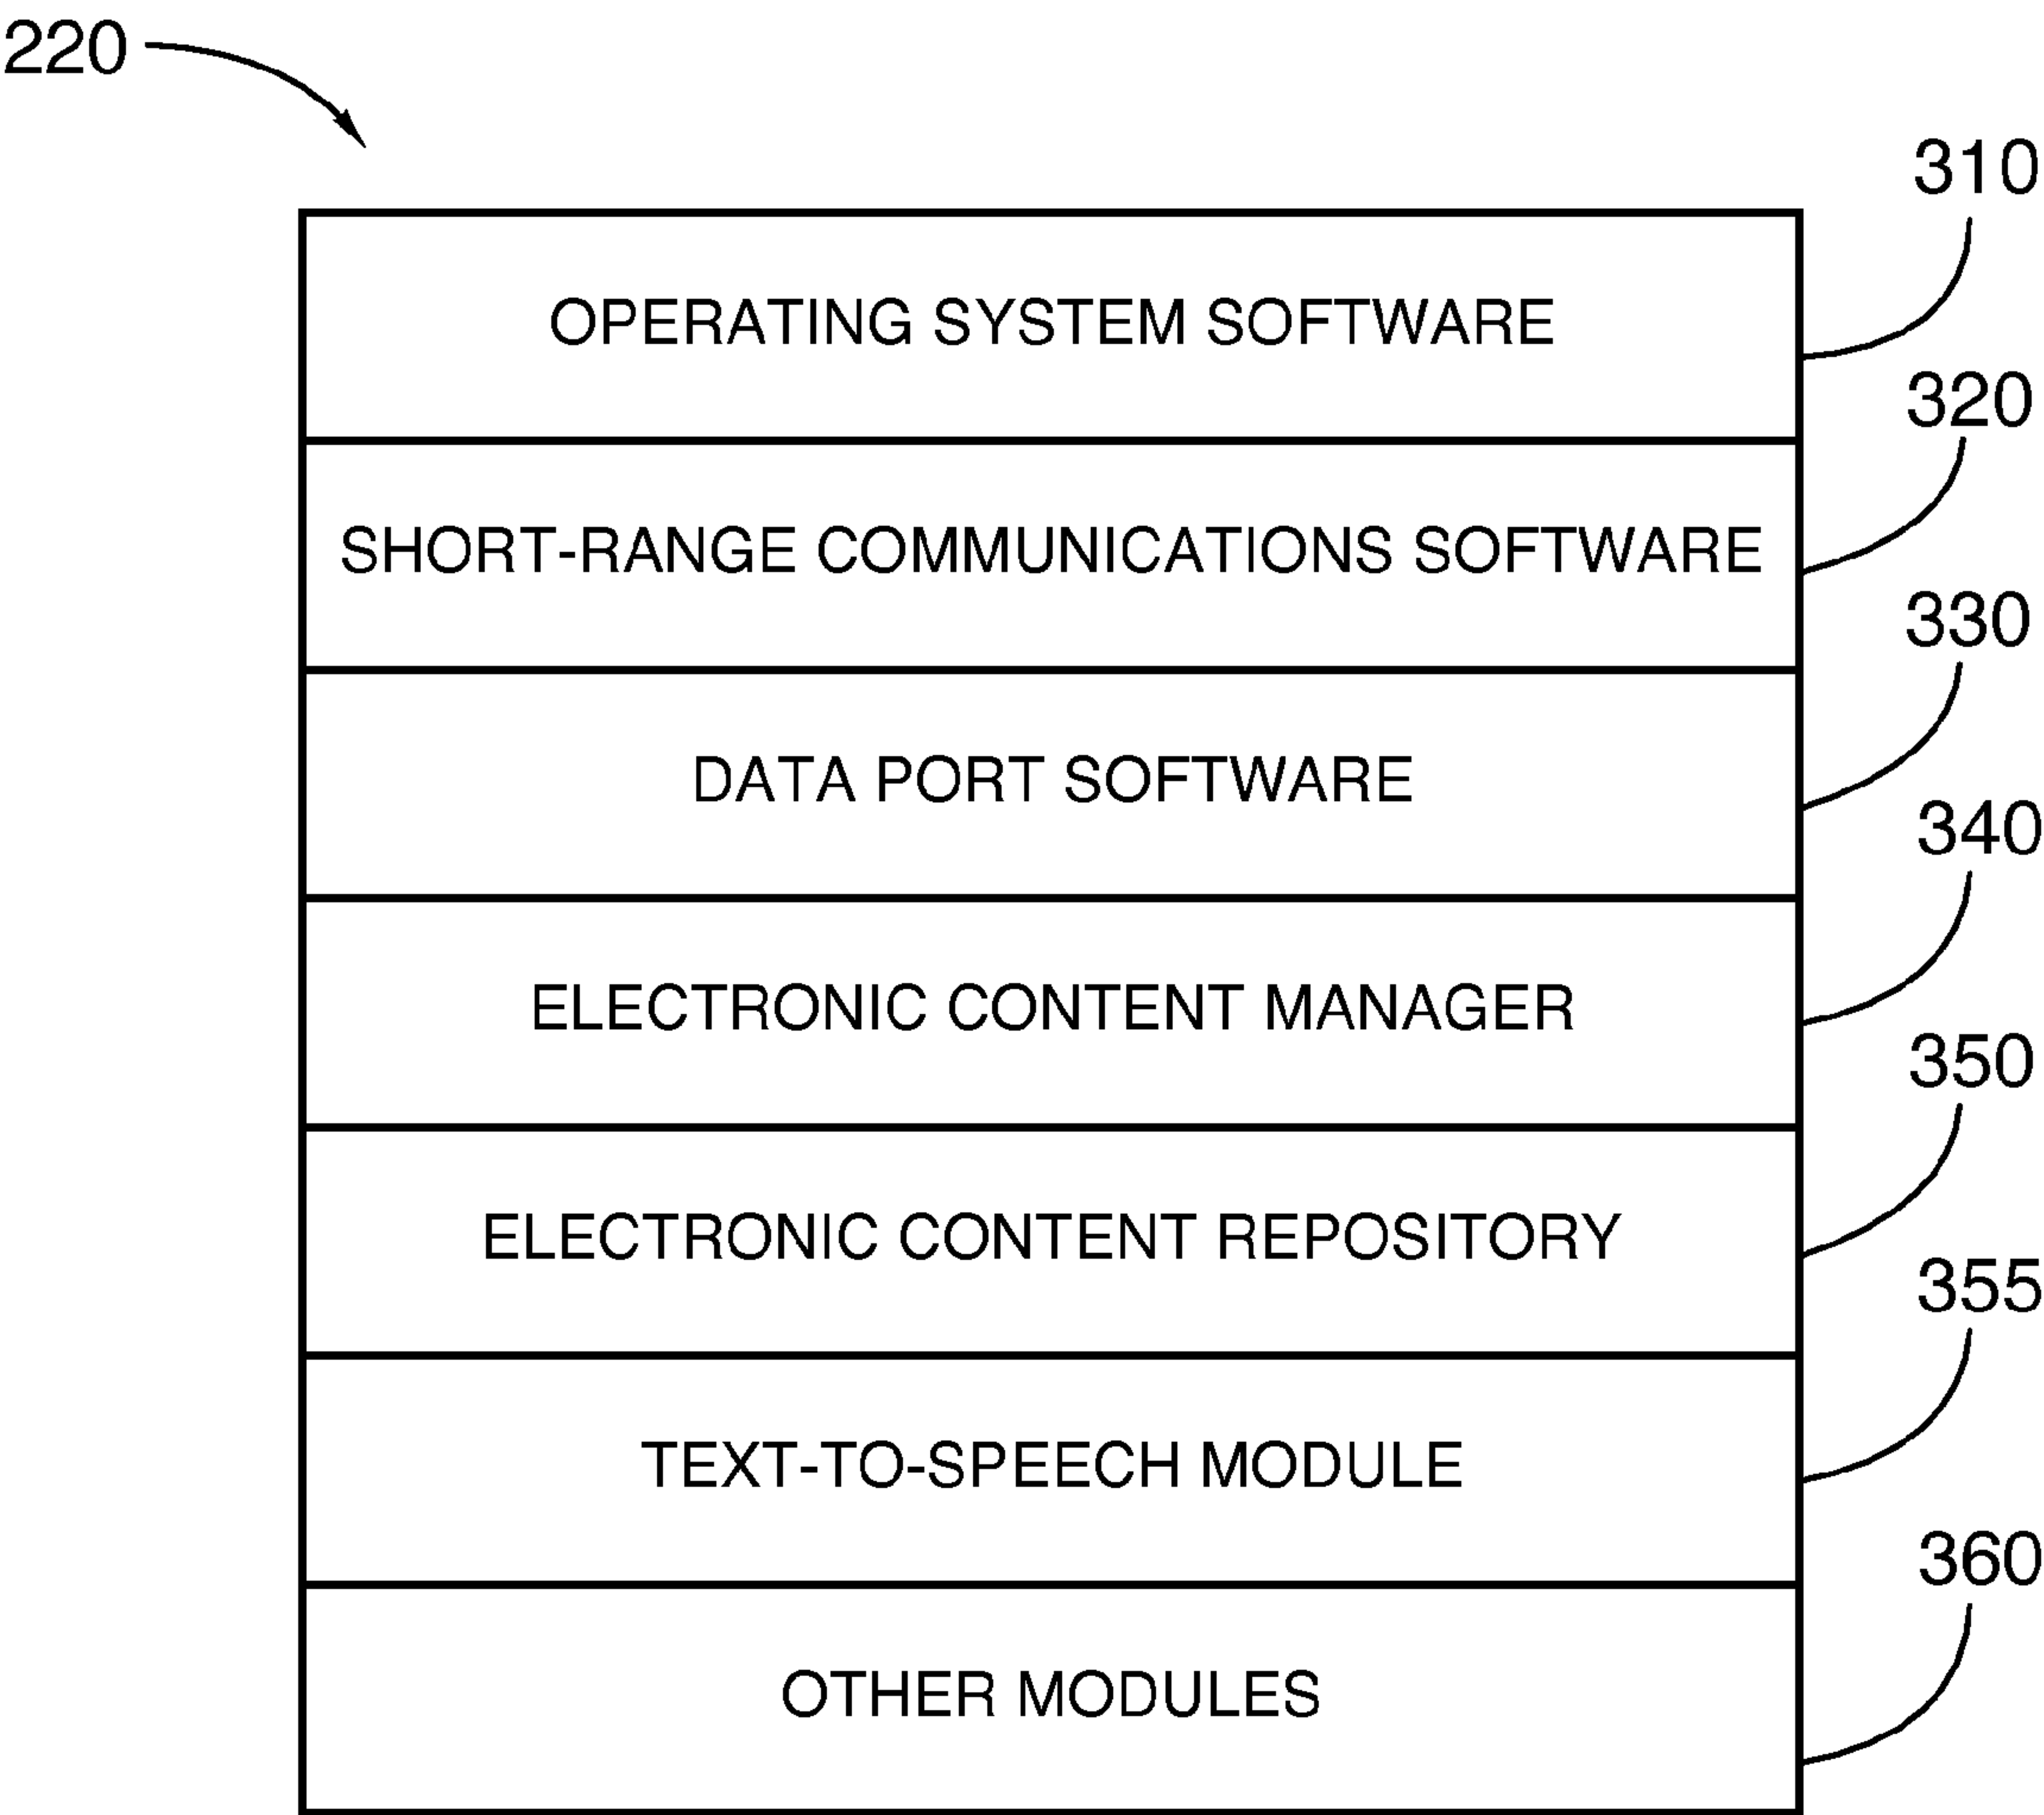 220
310
OPERATING SYSTEM SOFTWARE
320
SHORT-RANGE COMMUNICATIONS SOFTWARE
330
DATA PORT SOFTWARE
340
ELECTRONIC CONTENT MANAGER
350
ELECTRONIC CONTENT REPOSITORY
355
TEXT-TO-SPEECH MODULE
360
OTHER MODULES